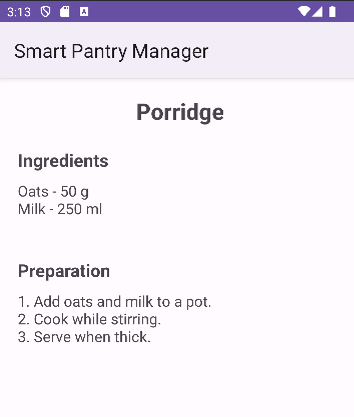 3:13
A
Smart Pantry Manager
Porridge
Ingredients
Oats - 50 g
Milk - 250 ml
Preparation
1. Add oats and milk to a pot.
2. Cook while stirring.
3. Serve when thick.